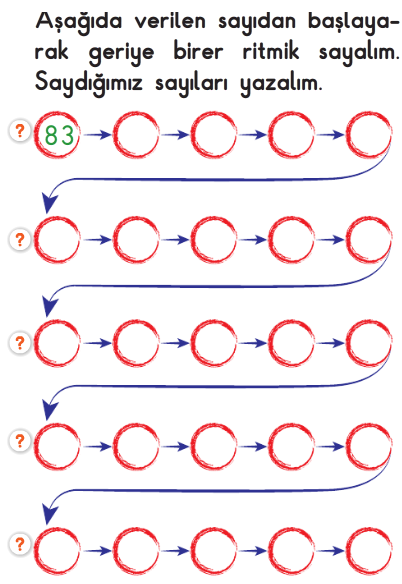 Aşağıda verilen sayıdan başlaya-
rak geriye birer ritmik sayalım.
Saydığımız sayıları yazalım.
? 83
?
?
?
?